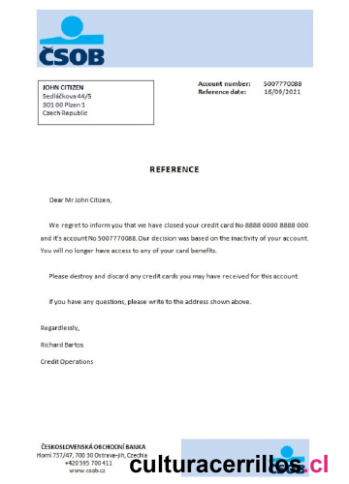 ČSOB
JOHN CITIZEN
Sedláčkova 44/5
301 00 Plzen 1
Czech Republic
Account number: 5007770088
Reference date: 16/09/2021
REFERENCE
Dear Mr John Citizen,
We regret to inform you that we have closed your credit card No 8888 0000 8888 000
and it's account No 5007770088. Our decision was based on the inactivity of your account.
You will no longer have access to any of your card benefits.
Please destroy and discard any credit cards you may have received for this account.
If you have any questions, please write to the address shown above.
Regardlessly,
Richard Bartos
Credit Operations
ČESKOSLOVENSKÁ OBCHODNÍ BANKA
Horní 757/47, 700 30 Ostrava-Jih, Czechia
+420 595 700 411
www.csob.cz
ČSOB
culturacerrillos.cl